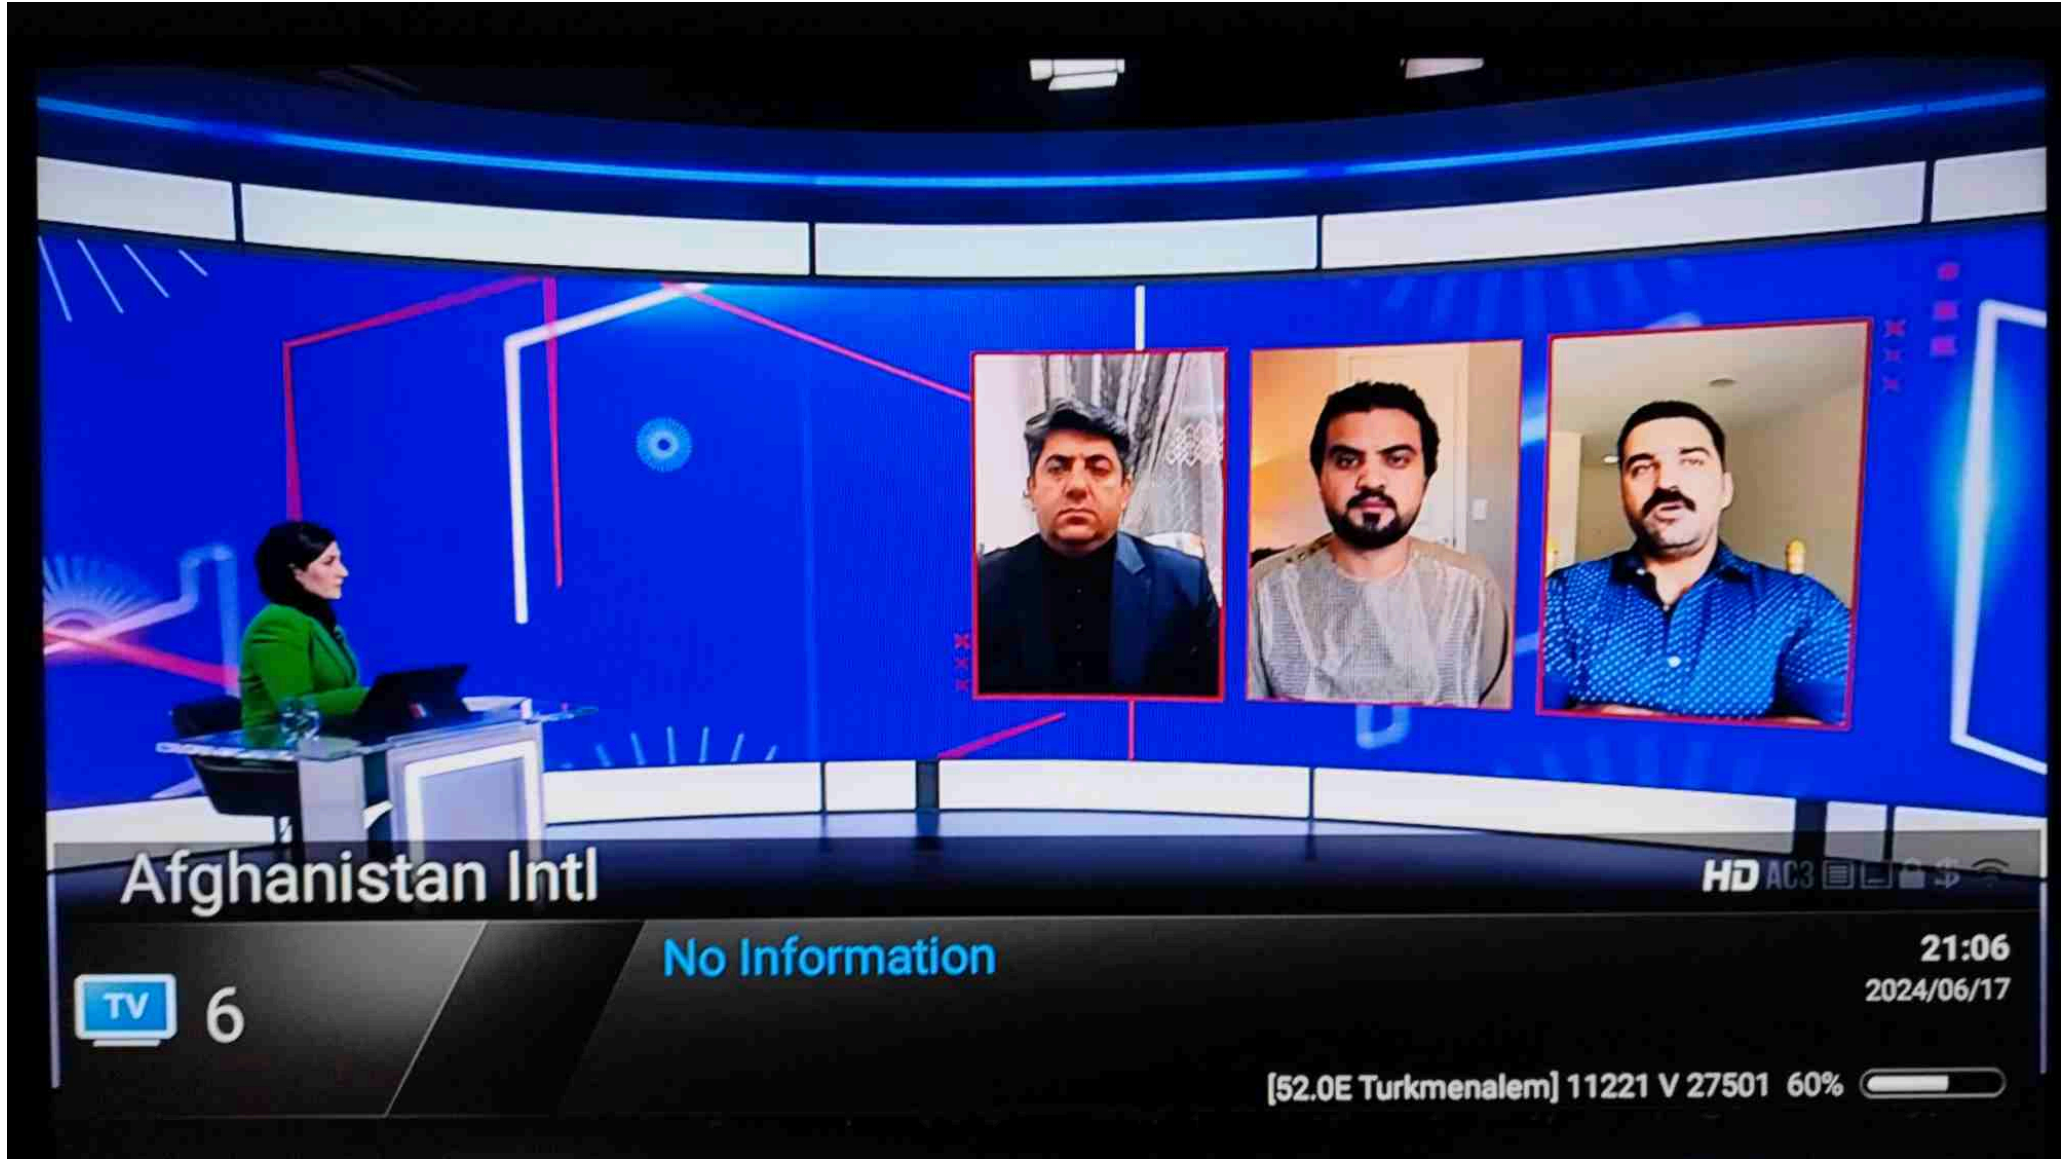 Afghanistan Intl
HD AC3 $
TV 6
No Information
21:06
2024/06/17
[52.0E Turkmenalem] 11221 V 27501 60%